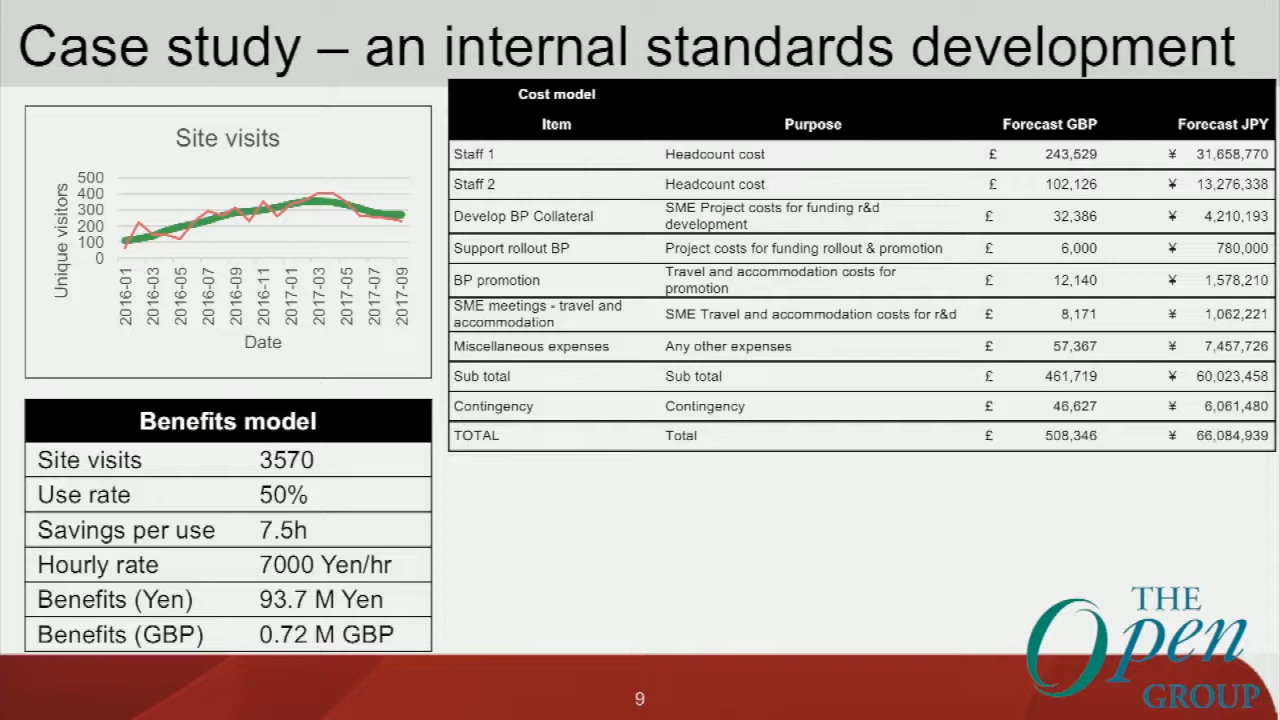 Case study – an internal standards development
Site visits
Unique visitors
500
400
300
200
100
0
2016-01
2016-03
2016-05
2016-07
2016-09
2016-11
2017-01
2017-03
2017-05
2017-07
2017-09
Date
Benefits model
Site visits 3570
Use rate 50%
Savings per use 7.5h
Hourly rate 7000 Yen/hr
Benefits (Yen) 93.7 M Yen
Benefits (GBP) 0.72 M GBP
Cost model
Item Purpose Forecast GBP Forecast JPY
Staff 1 Headcount cost £ 243,529 ¥ 31,658,770
Staff 2 Headcount cost £ 102,126 ¥ 13,276,338
Develop BP Collateral SME Project costs for funding r&d
development £ 32,386 ¥ 4,210,193
Support rollout BP Project costs for funding rollout & promotion £ 6,000 ¥ 780,000
BP promotion Travel and accommodation costs for
promotion £ 12,140 ¥ 1,578,210
SME meetings - travel and
accommodation SME Travel and accommodation costs for r&d £ 8,171 ¥ 1,062,221
Miscellaneous expenses Any other expenses £ 57,367 ¥ 7,457,726
Sub total Sub total £ 461,719 ¥ 60,023,458
Contingency Contingency £ 46,627 ¥ 6,061,480
TOTAL Total £ 508,346 ¥ 66,084,939
THE
Open
GROUP
9